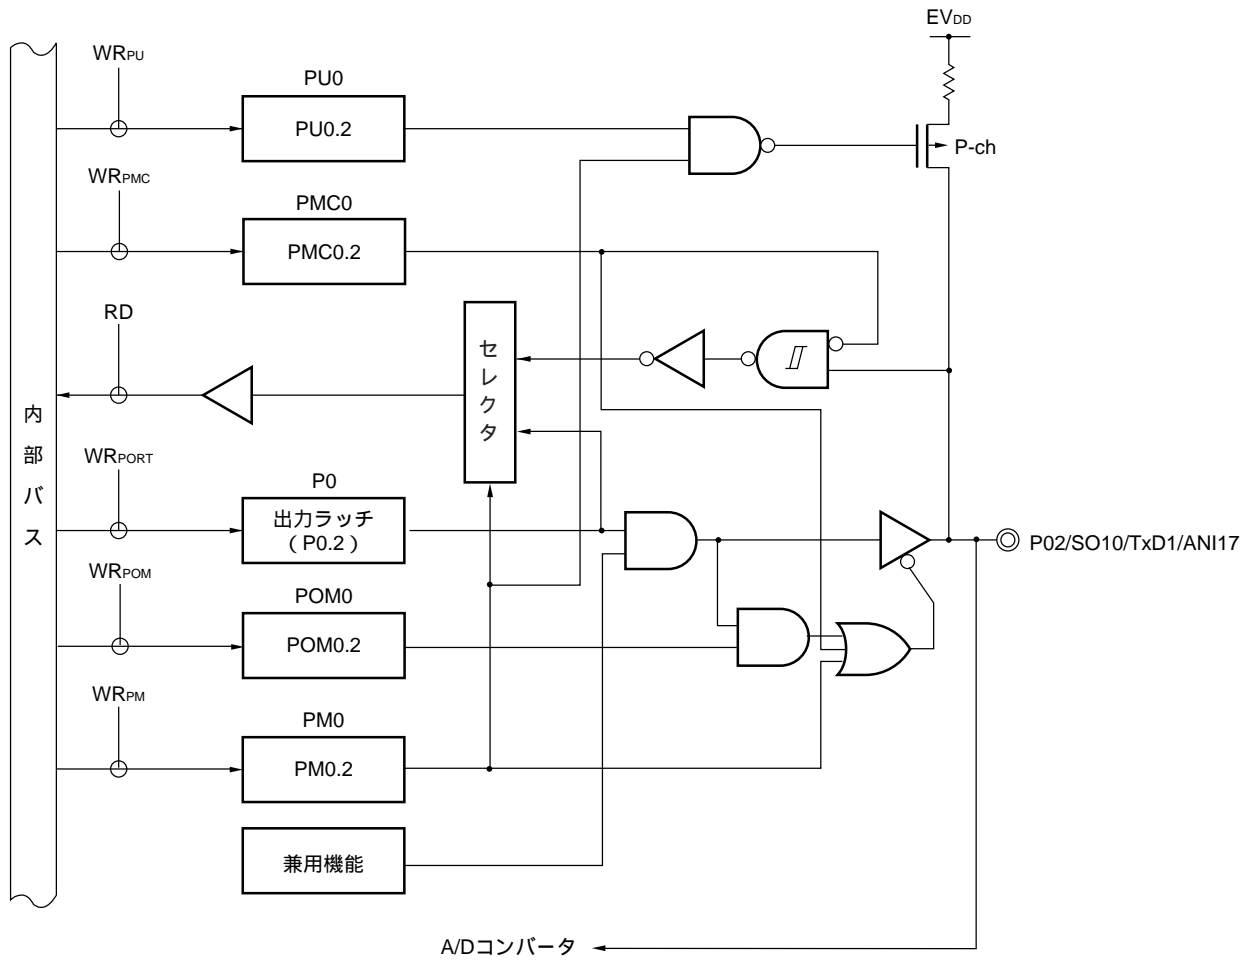 EVDD
WRPU
PU0
PU0.2
P-ch
WRPMC
PMC0
PMC0.2
RD
セレクタ
内部バス
WRPORT
P0
出力ラッチ
(P0.2)
P02/SO10/TxD1/ANI17
WRPOM
POM0
POM0.2
WRPM
PM0
PM0.2
兼用機能
A/Dコンバータ